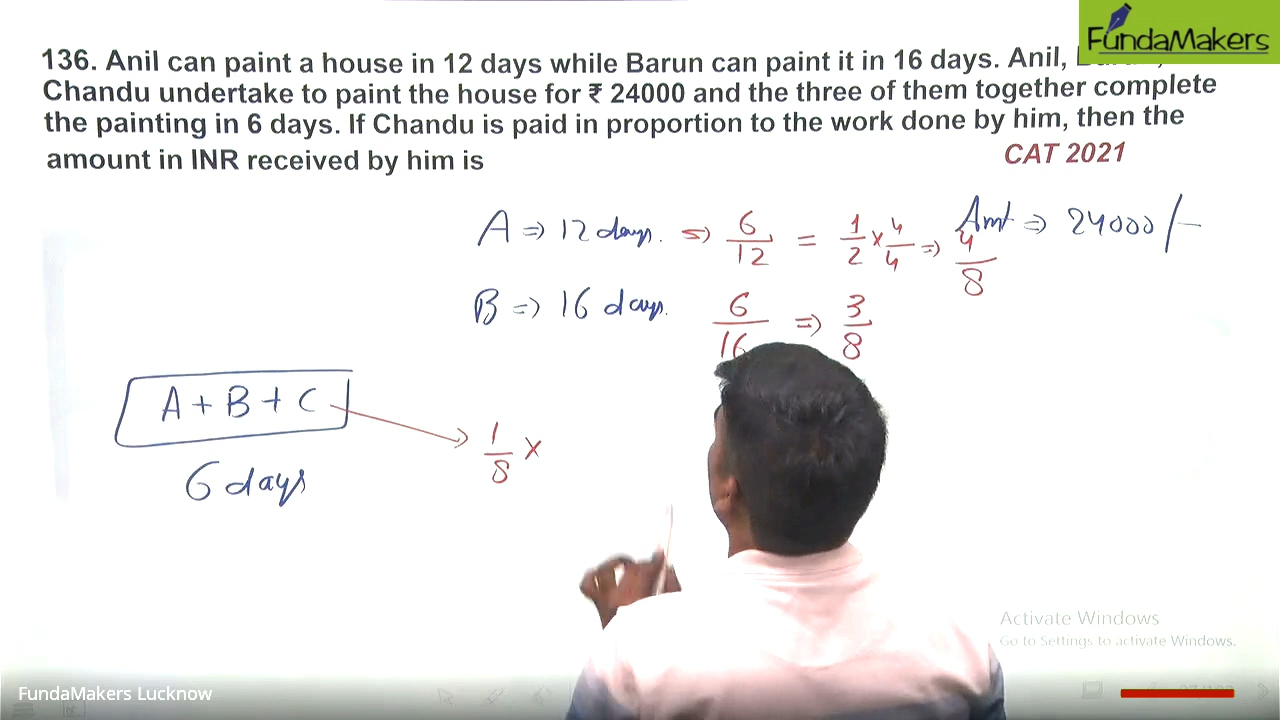 FundaMakers
136. Anil can paint a house in 12 days while Barun can paint it in 16 days. Anil,
Chandu undertake to paint the house for ₹ 24000 and the three of them together complete
the painting in 6 days. If Chandu is paid in proportion to the work done by him, then the
amount in INR received by him is
CAT 2021
A => 12 days. => 6/12 = 1/2 × 4/4 => 4/8
Amt => 24000/-
B => 16 days. 6/16 => 3/8
A + B + C
1/8 ×
6 days
Activate Windows
Go to Settings to activate Windows.
FundaMakers Lucknow